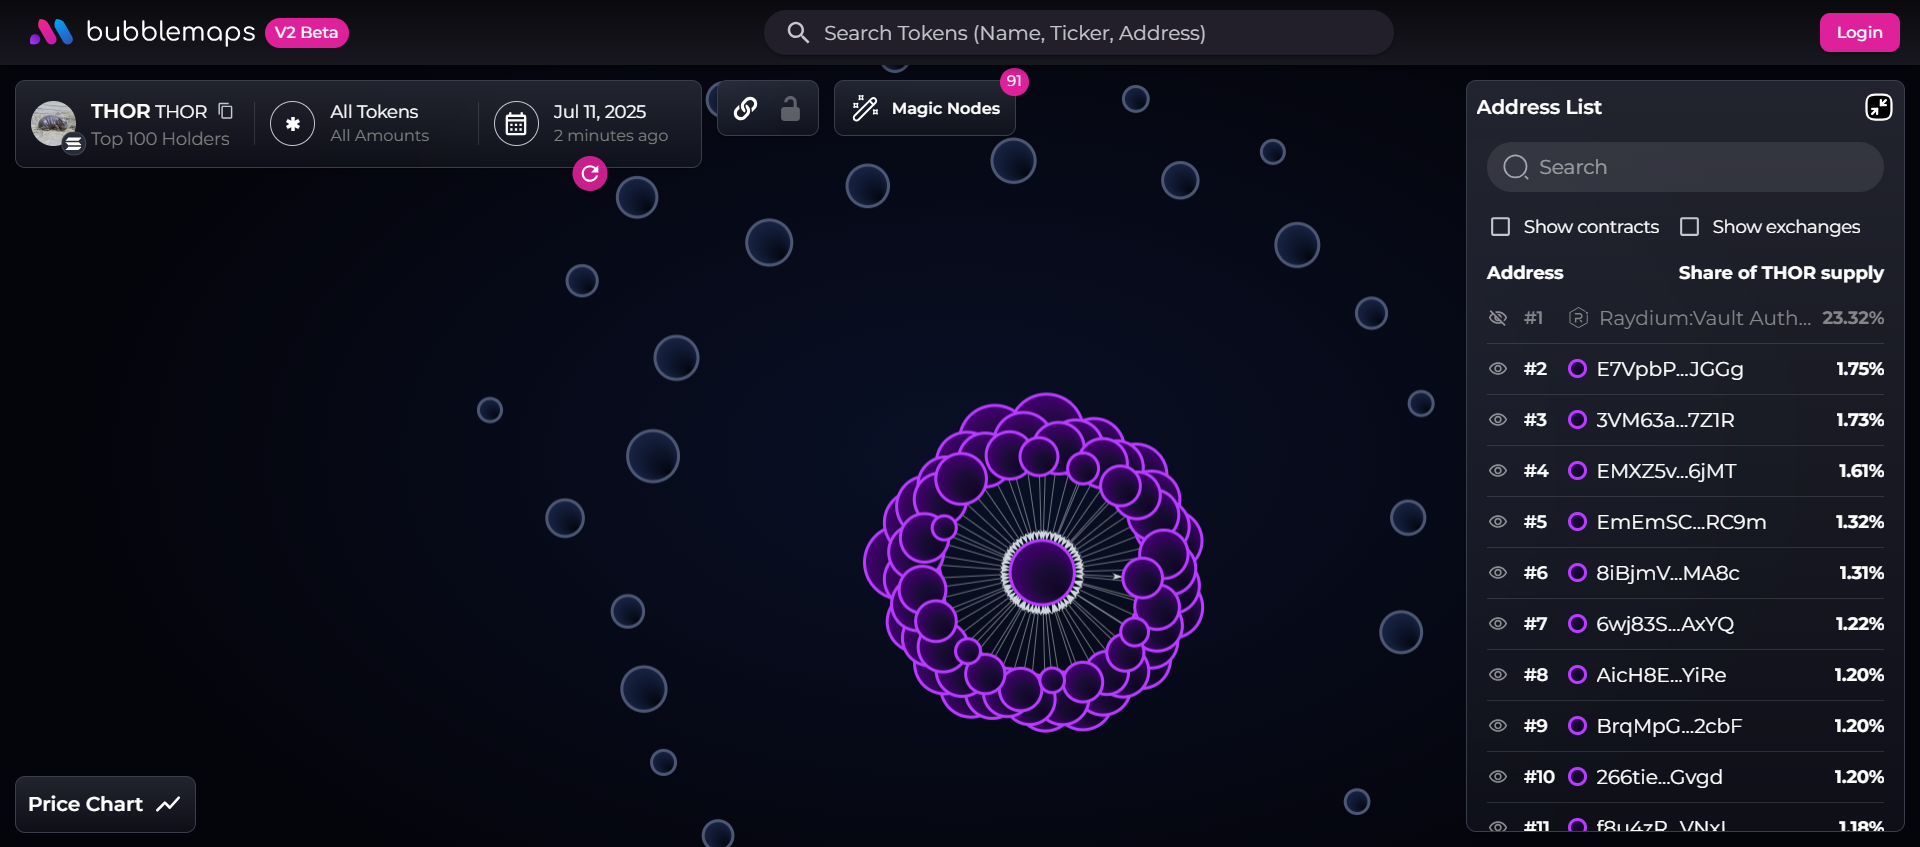 bubblemaps V2 Beta
Search Tokens (Name, Ticker, Address)
Login
THOR THOR
Top 100 Holders
All Tokens
All Amounts
Jul 11, 2025
2 minutes ago
Magic Nodes
91
Address List
Search
Show contracts Show exchanges
Address Share of THOR supply
#1 Raydium:Vault Auth... 23.32%
#2 E7VpbP...JGGg 1.75%
#3 3VM63a...7Z1R 1.73%
#4 EMXZ5v...6jMT 1.61%
#5 EmEmSC...RC9m 1.32%
#6 8iBjmV...MA8c 1.31%
#7 6wj83S...AxYQ 1.22%
#8 AicH8E...YiRe 1.20%
#9 BrqMpG...2cbF 1.20%
#10 266tie...Gvgd 1.20%
#11 1.18%
Price Chart